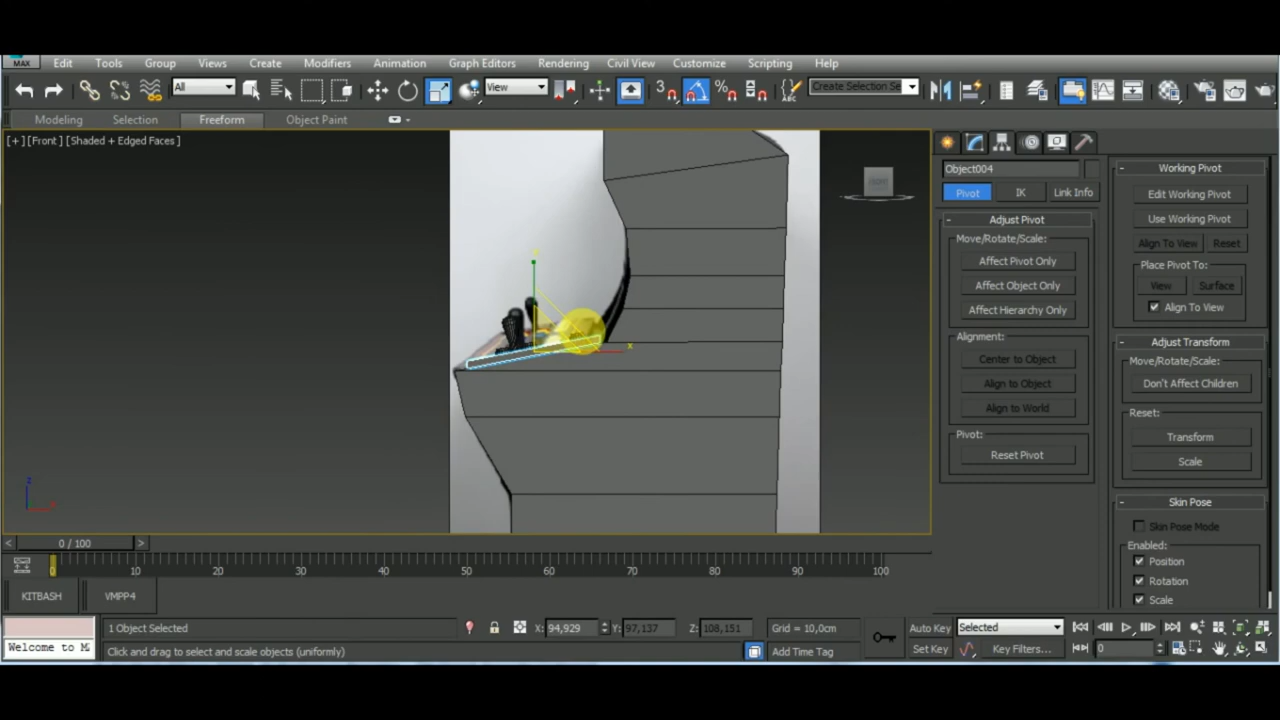 MAX Edit Tools Group Views Create Modifiers Animation Graph Editors Rendering Civil View Customize Scripting Help
All View 3 % ABC Create Selection Se
Modeling Selection Freeform Object Paint
[+] [Front] [Shaded + Edged Faces]
FRONT
y
x
z
Object004
Pivot IK Link Info
- Adjust Pivot
Move/Rotate/Scale:
Affect Pivot Only
Affect Object Only
Affect Hierarchy Only
Alignment:
Center to Object
Align to Object
Align to World
Pivot:
Reset Pivot
- Working Pivot
Edit Working Pivot
Use Working Pivot
Align To View Reset
Place Pivot To:
View Surface
Align To View
- Adjust Transform
Move/Rotate/Scale:
Don't Affect Children
Reset:
Transform
Scale
- Skin Pose
Skin Pose Mode
Enabled:
Position
Rotation
Scale
< 0 / 100 >
0 10 20 30 40 50 60 70 80 90 100
KITBASH VMPP4
1 Object Selected X: 94,929 Y: 97,137 Z: 108,151 Grid = 10,0cm Auto Key Selected
Welcome to M Click and drag to select and scale objects (uniformly) Add Time Tag Set Key Key Filters... 0